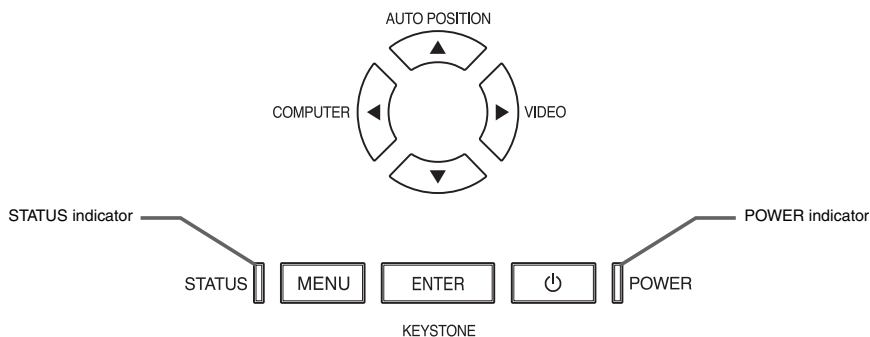 AUTO POSITION
COMPUTER
VIDEO
STATUS indicator
POWER indicator
STATUS
MENU
ENTER
POWER
KEYSTONE